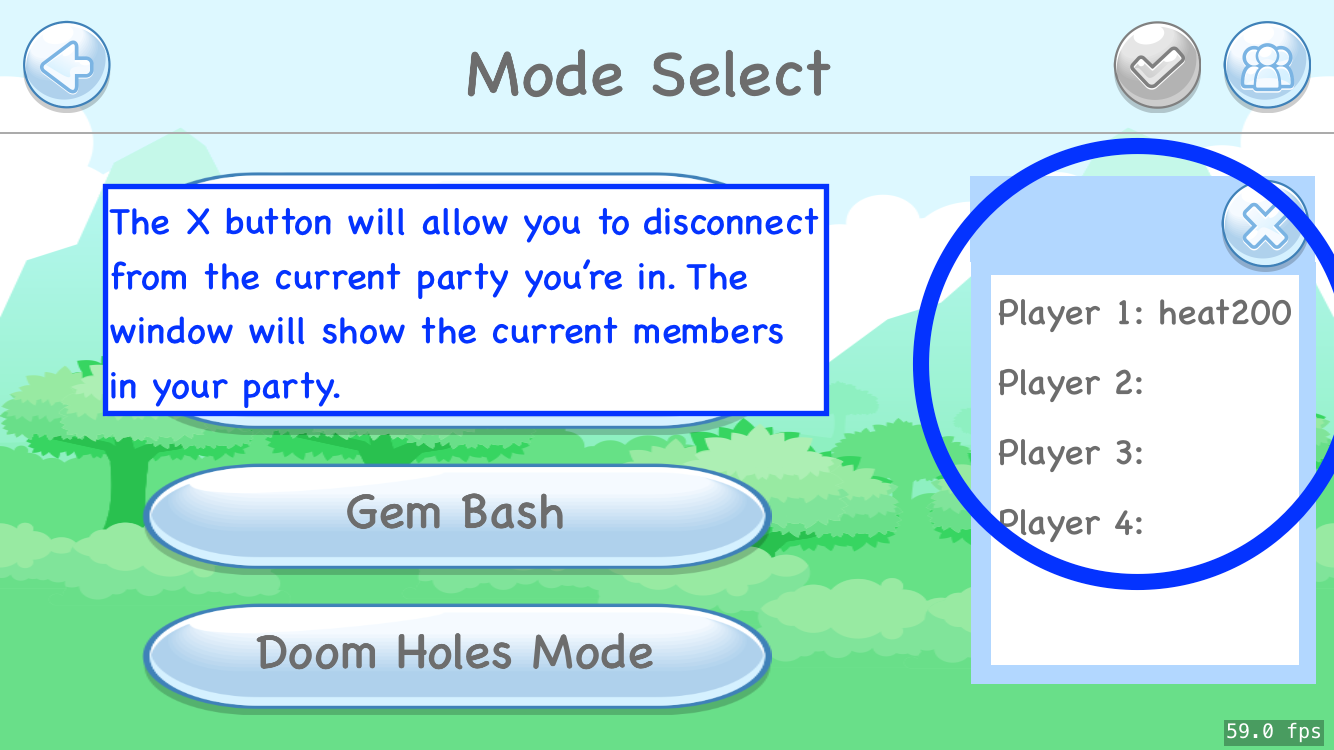 Mode Select
The X button will allow you to disconnect
from the current party you're in. The
window will show the current members
in your party.
Gem Bash
Doom Holes Mode
Player 1: heat200
Player 2:
Player 3:
Player 4:
59.0 fps